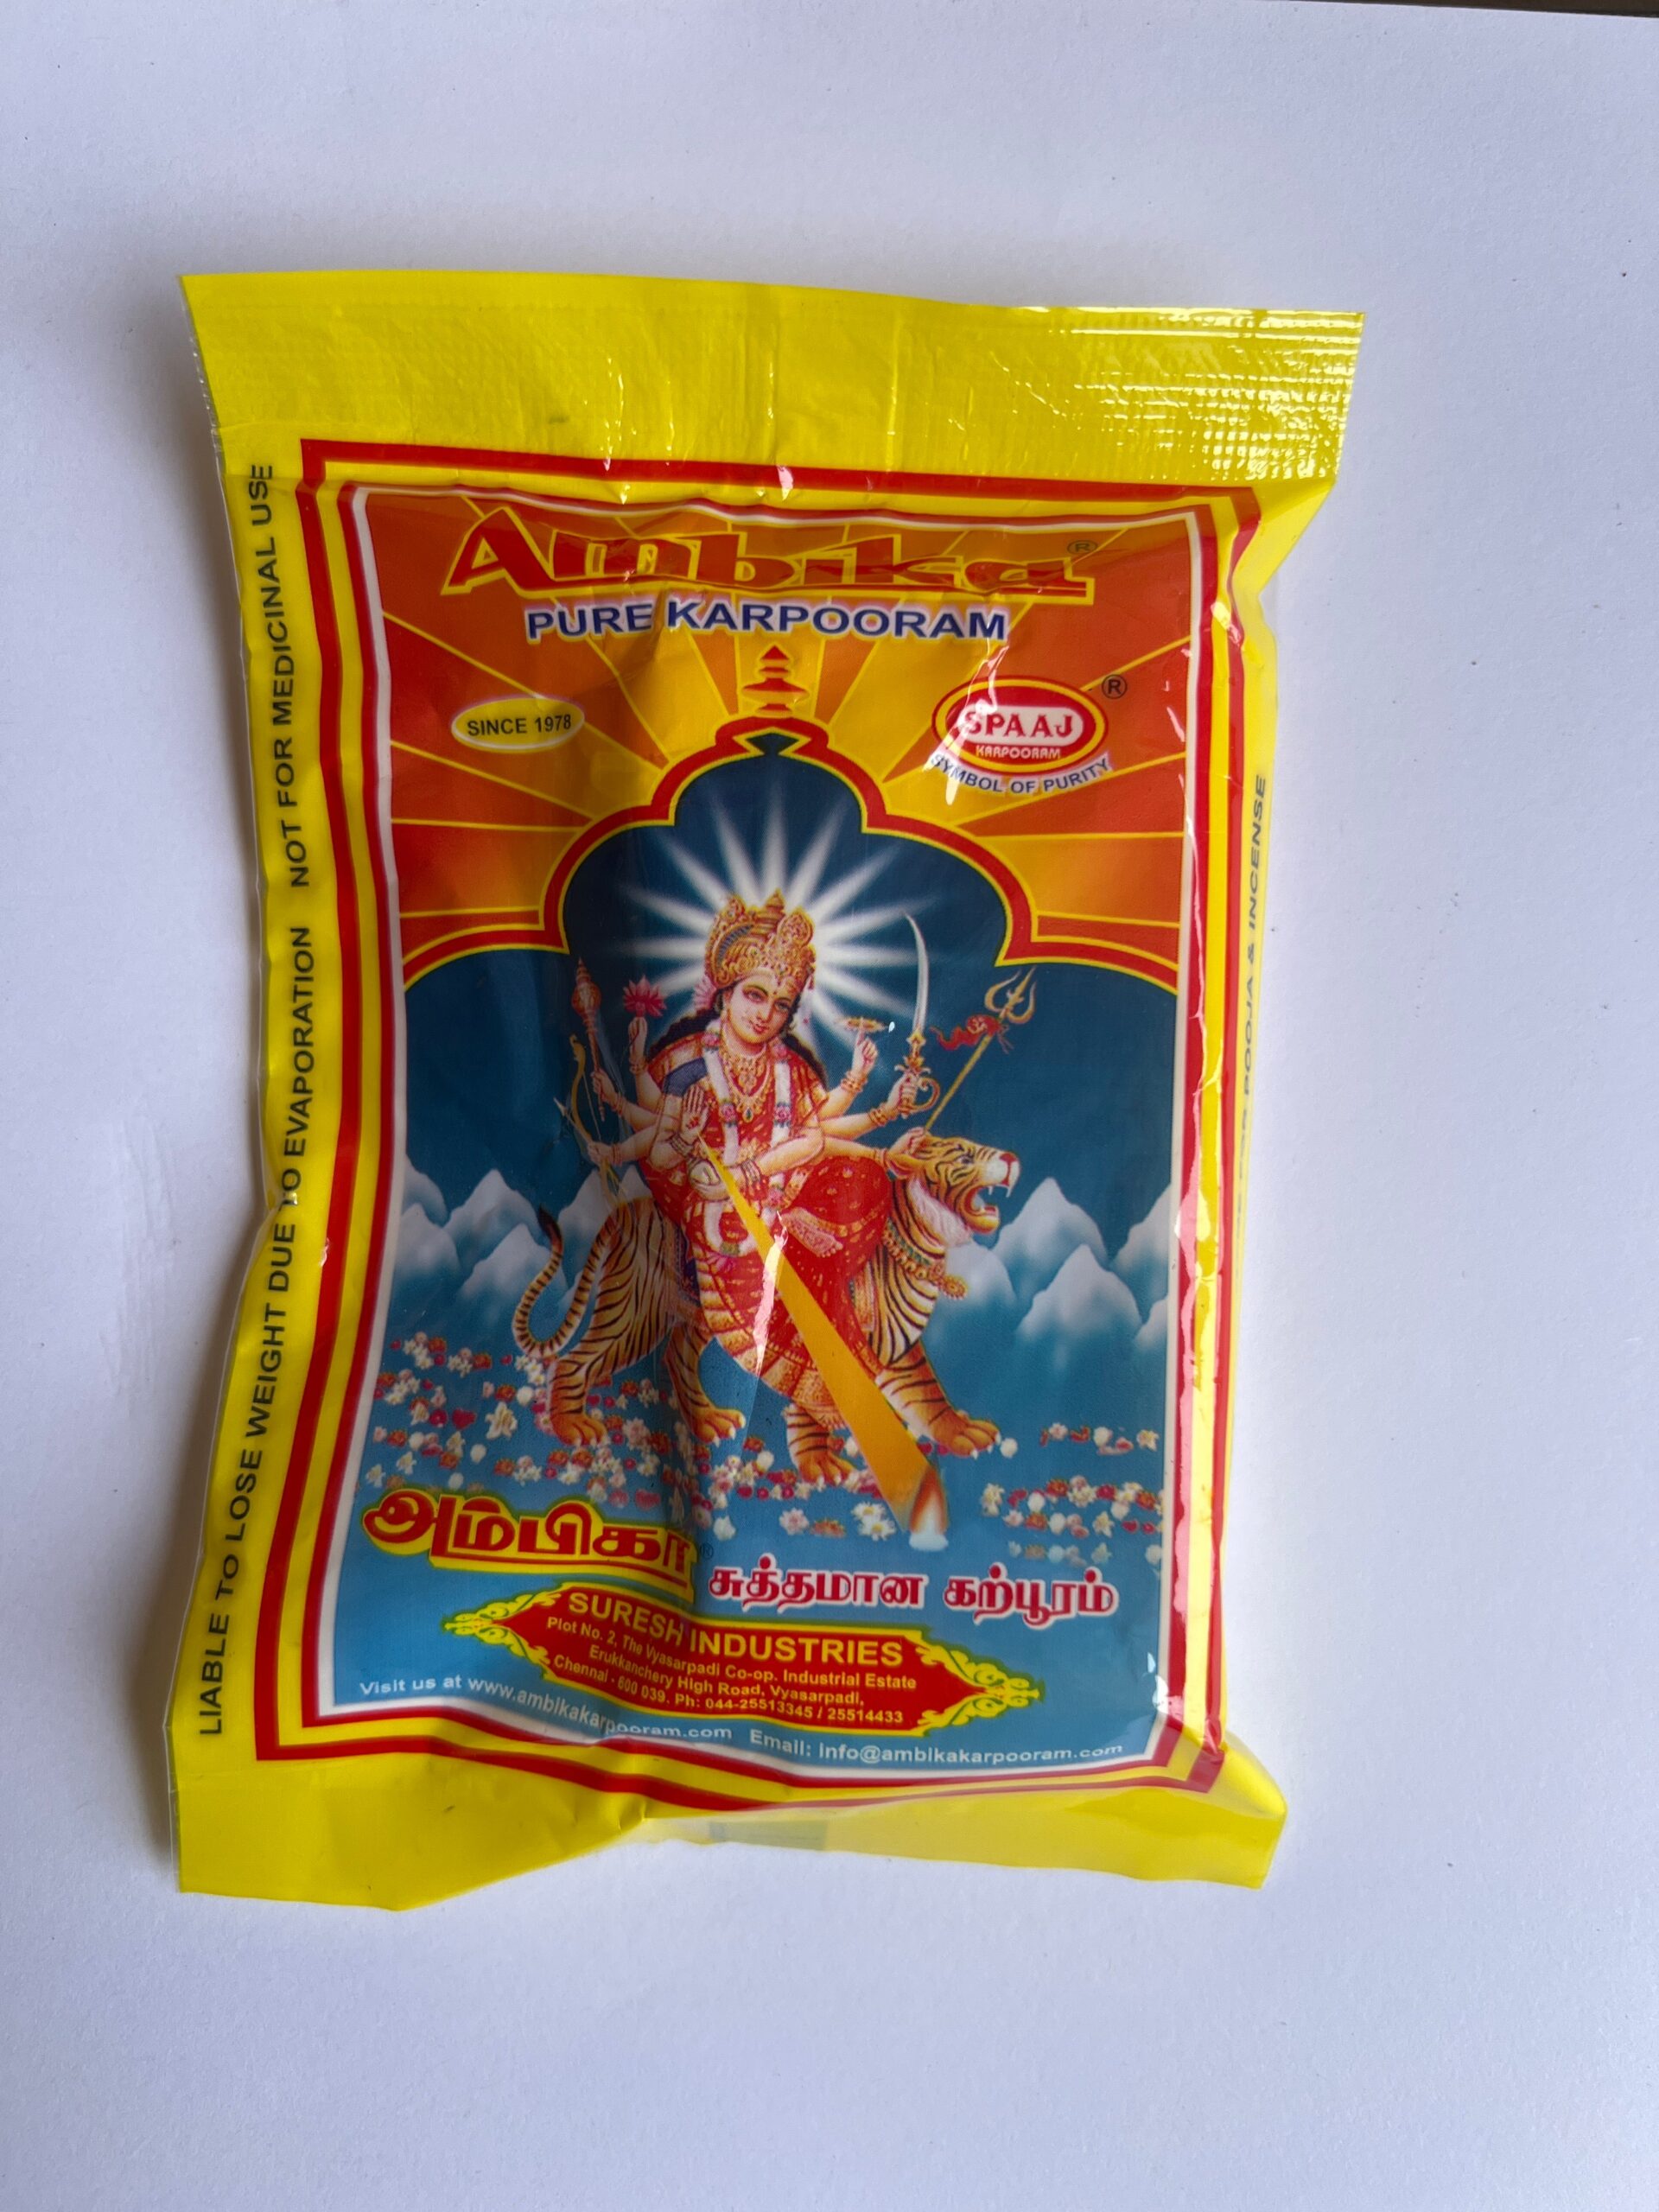 Ambika®
PURE KARPOORAM
SINCE 1978
SPAAJ ®
KARPOORAM
SYMBOL OF PURITY
அம்பிகா®
சுத்தமான கற்பூரம்
SURESH INDUSTRIES
Plot No. 2, The Vyasarpadi Co-op. Industrial Estate
Erukkanchery High Road, Vyasarpadi,
Chennai - 600 039. Ph: 044-25513345 / 25514433
Visit us at www.ambikakarpooram.com Email: info@ambikakarpooram.com
LIABLE TO LOSE WEIGHT DUE TO EVAPORATION NOT FOR MEDICINAL USE
FOR POOJA & INCENSE